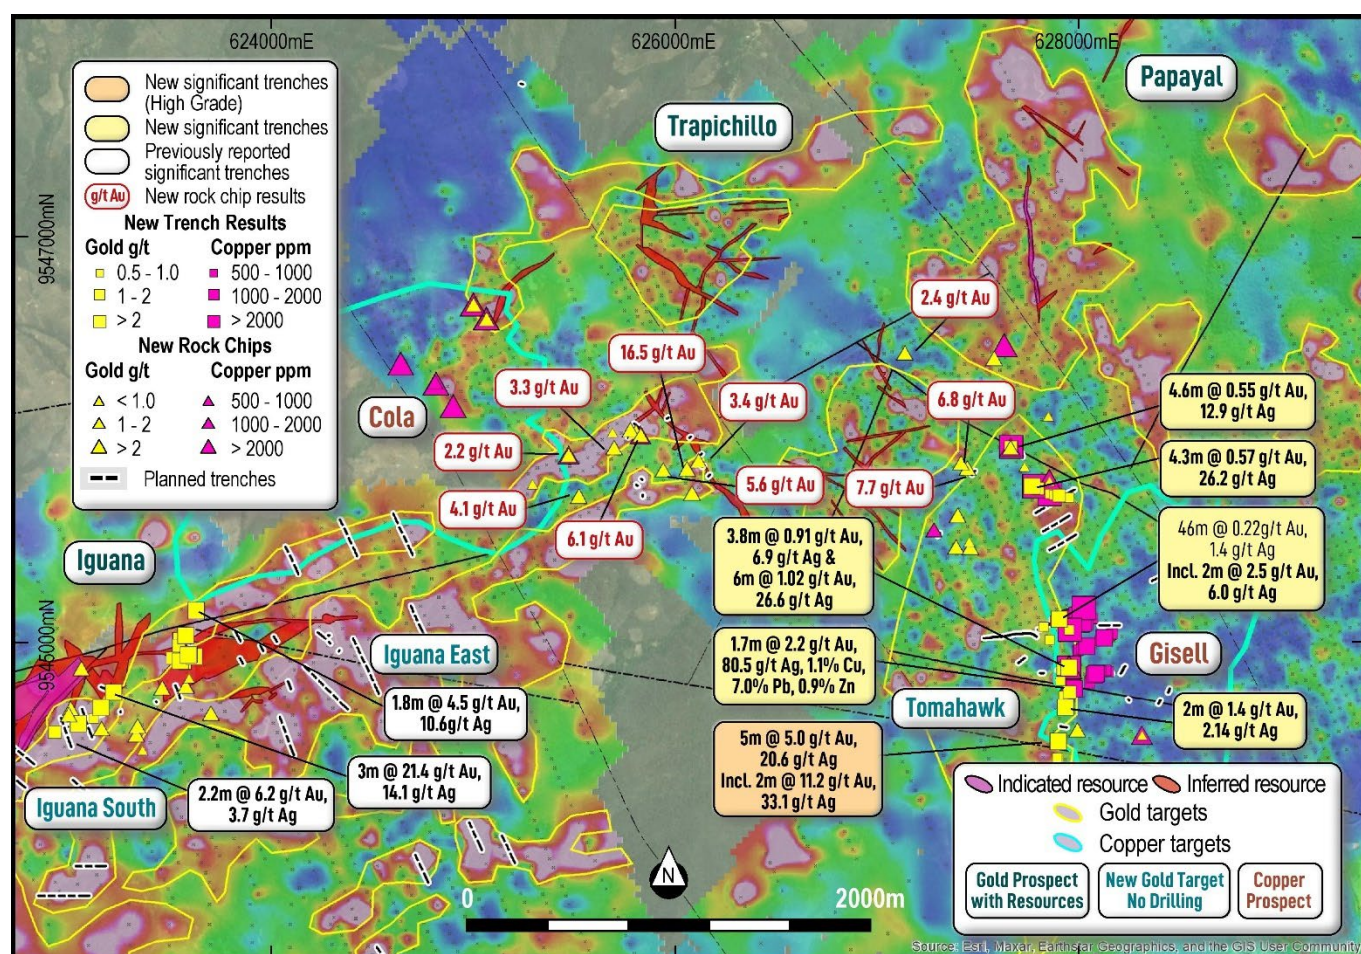 624000mE
626000mE
628000mE
9547000mN
9545000mN
New significant trenches
(High Grade)
New significant trenches
Previously reported
significant trenches
g/t Au
New rock chip results
New Trench Results
Gold g/t
Copper ppm
0.5 - 1.0
500 - 1000
1 - 2
1000 - 2000
> 2
> 2000
New Rock Chips
Gold g/t
Copper ppm
< 1.0
500 - 1000
1 - 2
1000 - 2000
>2
> 2000
Planned trenches
Papayal
Trapichillo
Cola
Iguana
Iguana East
Iguana South
Tomahawk
Gisell
2.4 g/t Au
16.5 g/t Au
3.3 g/t Au
3.4 g/t Au
6.8 g/t Au
2.2 g/t Au
5.6 g/t Au
7.7 g/t Au
4.1 g/t Au
6.1 g/t Au
4.6m @ 0.55 g/t Au,
12.9 g/t Ag
4.3m @ 0.57 g/t Au,
26.2 g/t Ag
46m @ 0.22g/t Au,
1.4 g/t Ag
Incl. 2m @ 2.5 g/t Au,
6.0 g/t Ag
3.8m @ 0.91 g/t Au,
6.9 g/t Ag &
6m @ 1.02 g/t Au,
26.6 g/t Ag
1.7m @ 2.2 g/t Au,
80.5 g/t Ag, 1.1% Cu,
7.0% Pb, 0.9% Zn
2m @ 1.4 g/t Au,
2.14 g/t Ag
5m @ 5.0 g/t Au,
20.6 g/t Ag
Incl. 2m @ 11.2 g/t Au,
33.1 g/t Ag
1.8m @ 4.5 g/t Au,
10.6g/t Ag
3m @ 21.4 g/t Au,
14.1 g/t Ag
2.2m @ 6.2 g/t Au,
3.7 g/t Ag
N
0
2000m
Indicated resource
Inferred resource
Gold targets
Copper targets
Gold Prospect
with Resources
New Gold Target
No Drilling
Copper
Prospect
Source: Esri, Maxar, Earthstar Geographics, and the GIS User Community